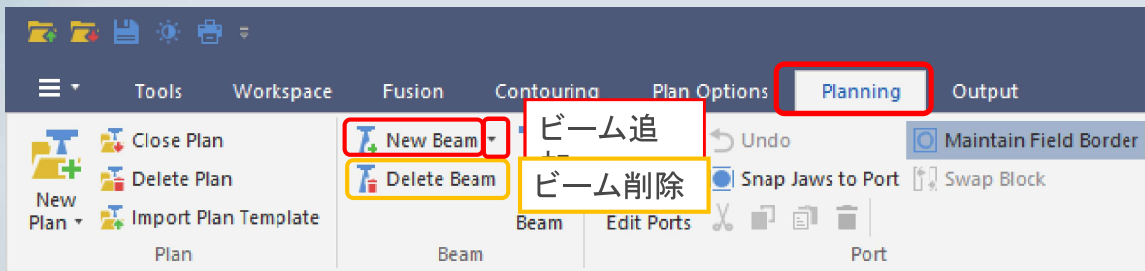 Tools Workspace Fusion Contouring Plan Options Planning Output
Close Plan New Beam ビーム追 Undo Maintain Field Border
Delete Plan Delete Beam ビーム削除 Snap Jaws to Port Swap Block
New
Plan Import Plan Template Beam Edit Ports
Plan Beam Port